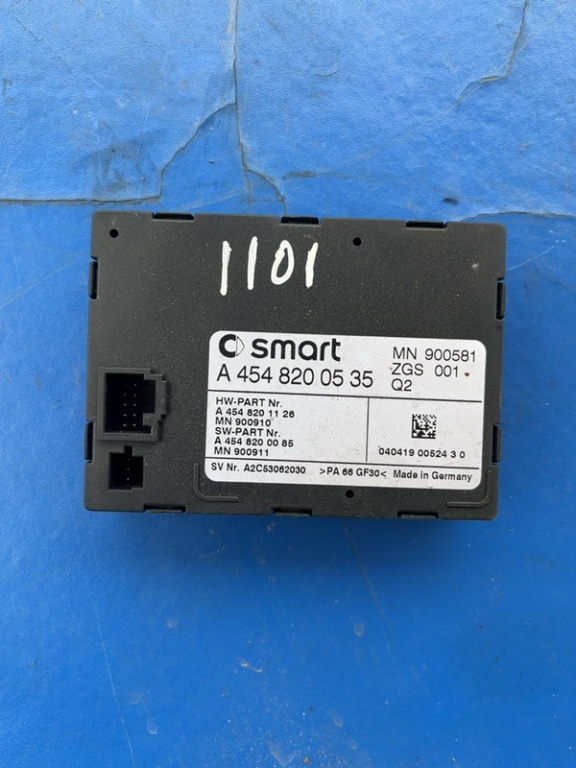 1101
smart
MN 900581
A 454 820 05 35
ZGS 001
Q2
HW-PART Nr.
A 454 820 11 26
MN 900910
SW-PART Nr.
A 454 820 00 85
MN 900911
040419 00524 3 0
SV Nr. A2C53062030 >PA 66 GF30< Made in Germany